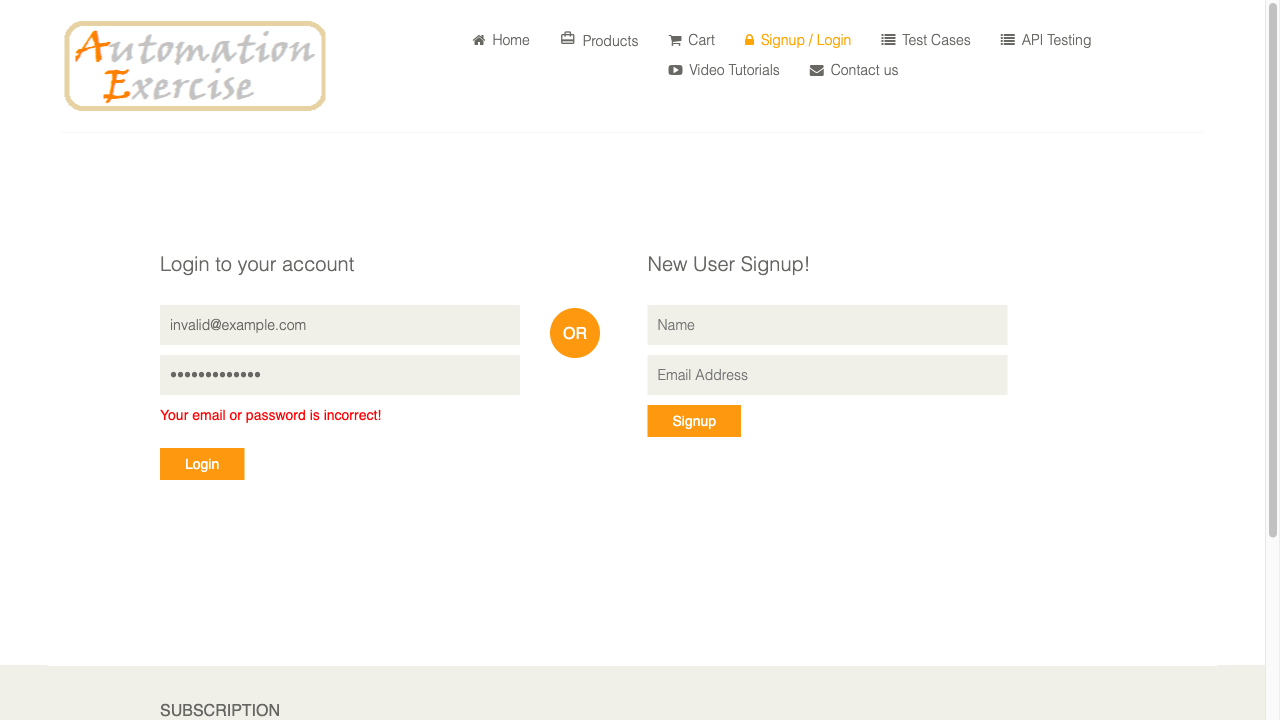 Automation
Exercise
Home
Products
Cart
Signup / Login
Test Cases
API Testing
Video Tutorials
Contact us
Login to your account
invalid@example.com
•••••••••••••
Your email or password is incorrect!
Login
OR
New User Signup!
Name
Email Address
Signup
SUBSCRIPTION